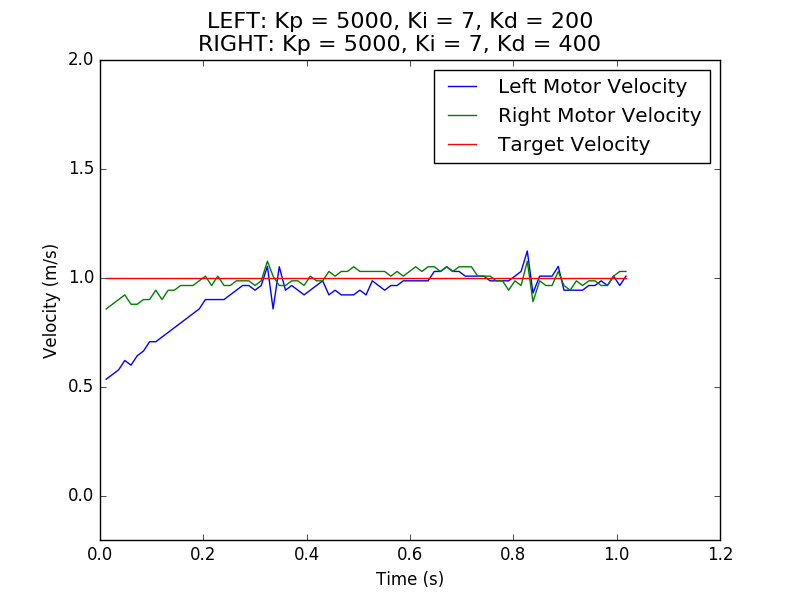 LEFT: Kp = 5000, Ki = 7, Kd = 200
RIGHT: Kp = 5000, Ki = 7, Kd = 400
Left Motor Velocity
Right Motor Velocity
Target Velocity
2.0
1.5
1.0
0.5
0.0
Velocity (m/s)
0.0 0.2 0.4 0.6 0.8 1.0 1.2
Time (s)